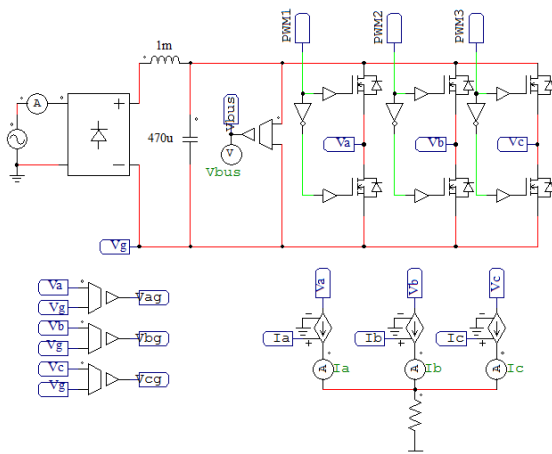 PWM1
PWM2
PWM3
1m
A
+
470u
Vbus
V
Vbus
Va
Vb
Vc
−
Vg
Va
Vg
Vag
Vb
Vg
Vbg
Vc
Vg
Vcg
Va
Vb
Vc
Ia
Ib
Ic
A Ia
A Ib
A Ic